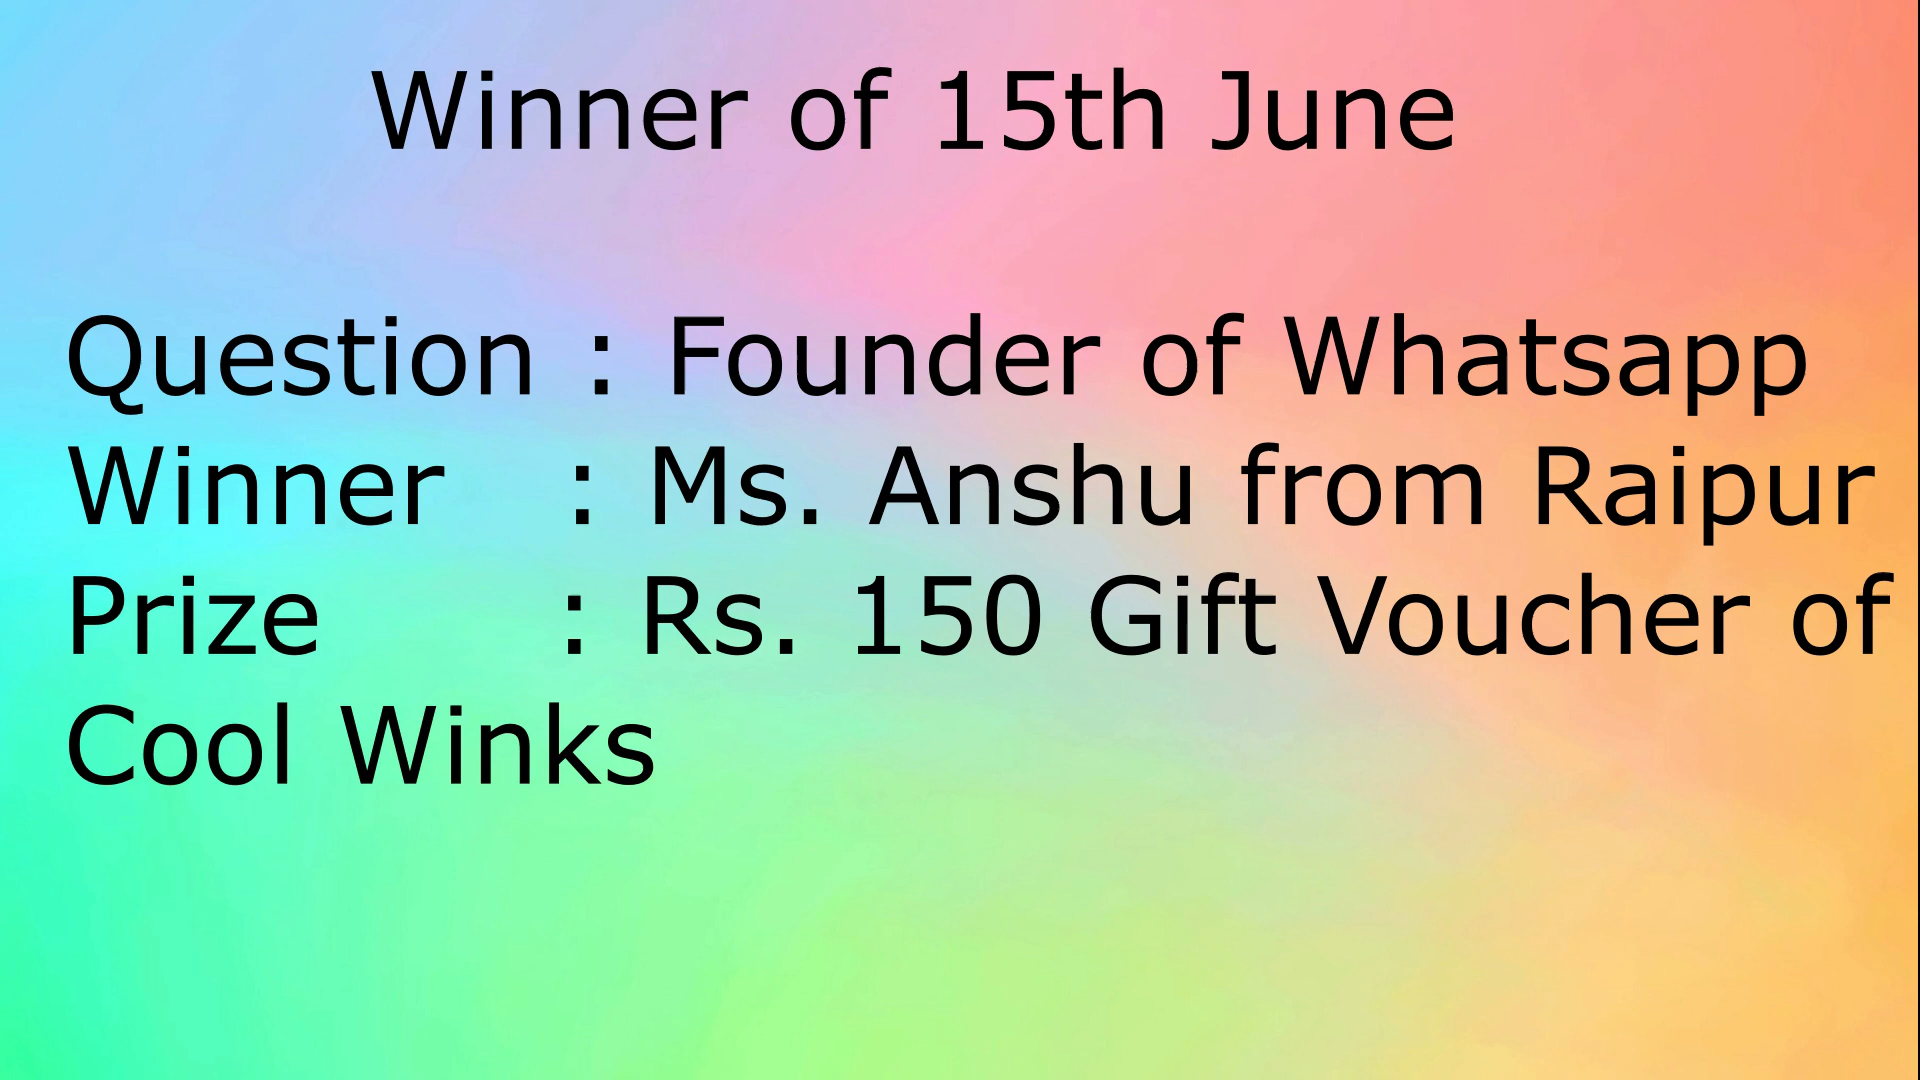 Winner of 15th June
Question : Founder of Whatsapp
Winner : Ms. Anshu from Raipur
Prize : Rs. 150 Gift Voucher of
Cool Winks